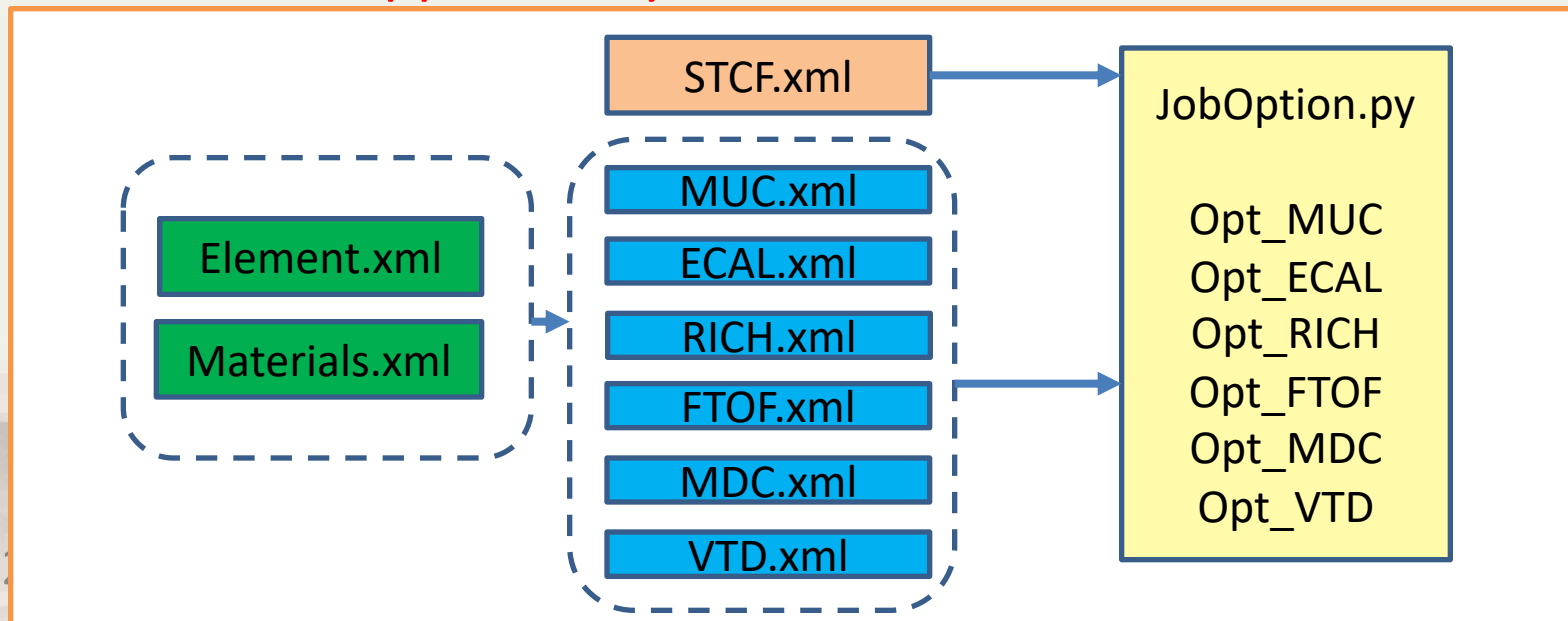 STCF.xml
JobOption.py
Element.xml
Materials.xml
MUC.xml
ECAL.xml
RICH.xml
FTOF.xml
MDC.xml
VTD.xml
Opt_MUC
Opt_ECAL
Opt_RICH
Opt_FTOF
Opt_MDC
Opt_VTD